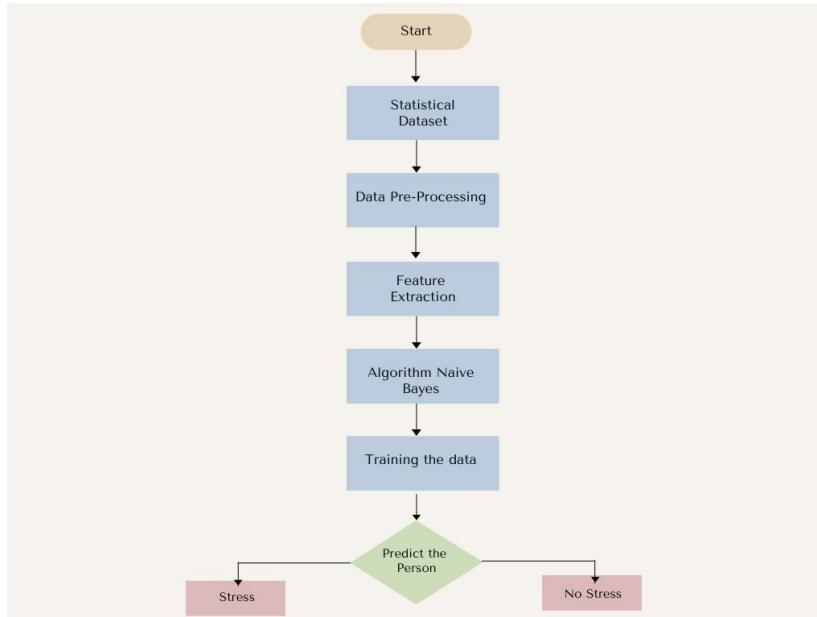 Start
Statistical
Dataset
Data Pre-Processing
Feature
Extraction
Algorithm Naive
Bayes
Training the data
Predict the
Person
Stress
No Stress